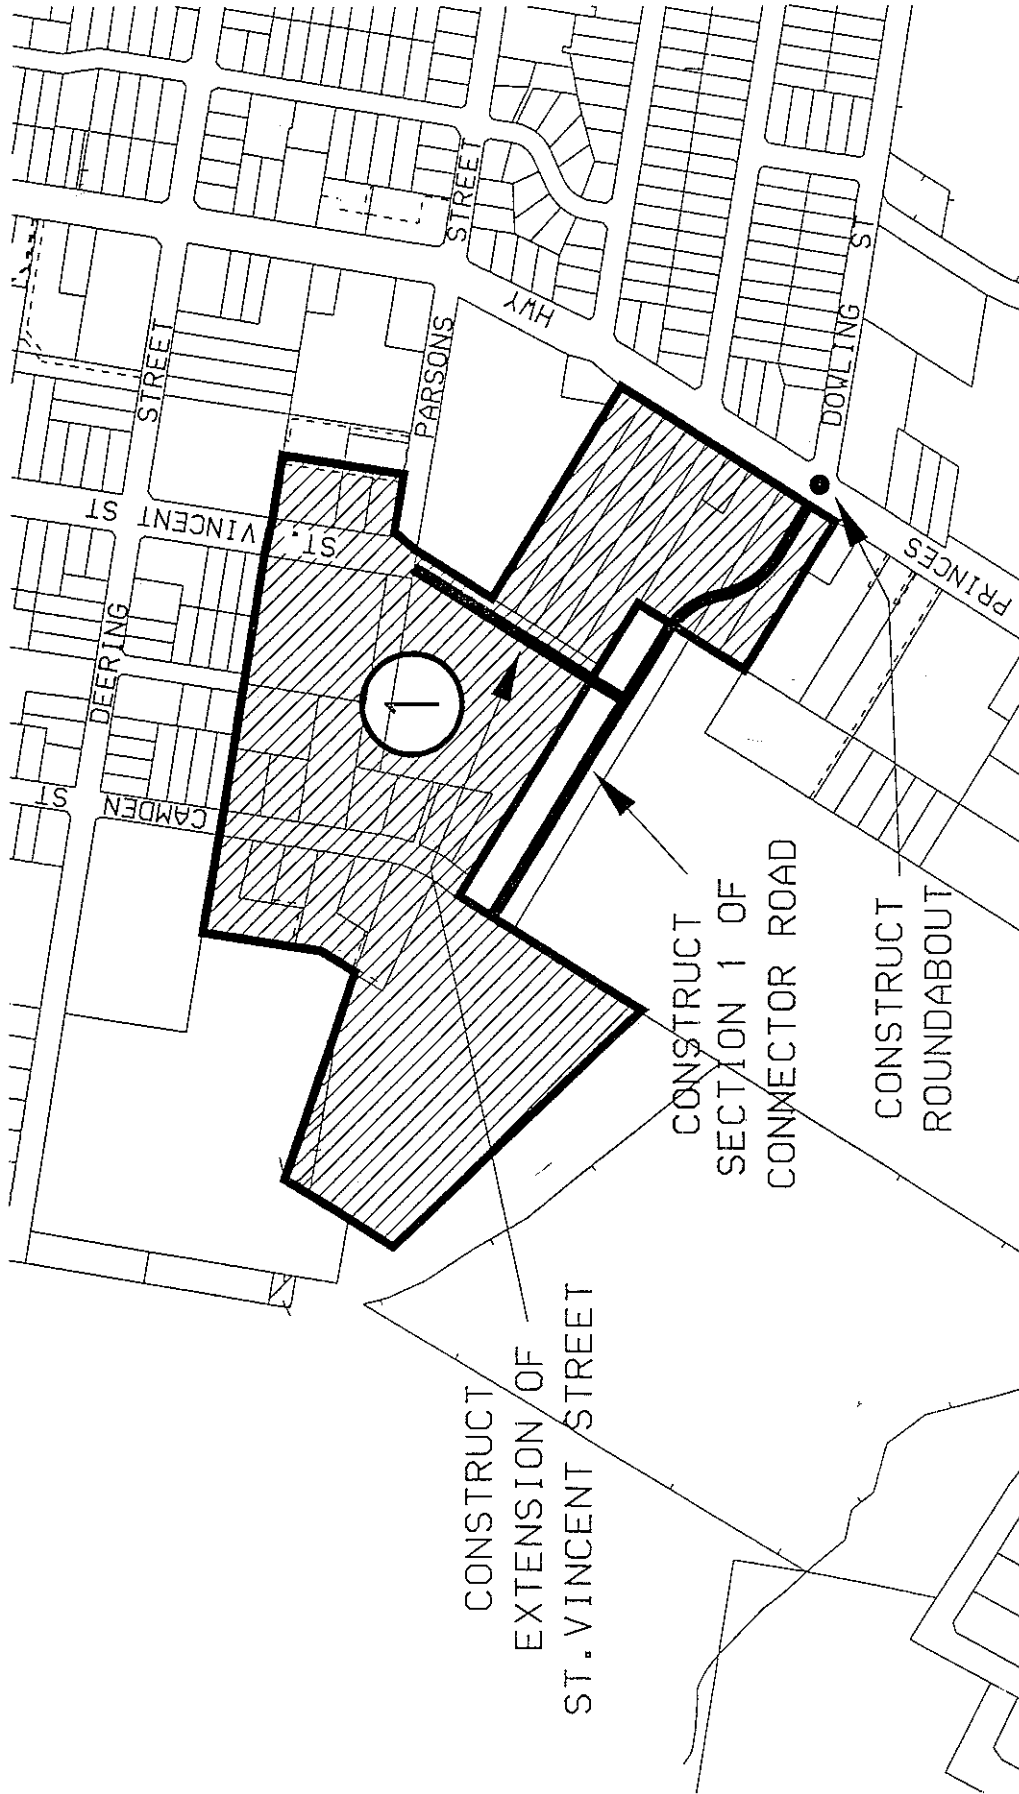 DEERING
STREET
ST
CAMDEN
ST
VINCENT
ST.
PARSONS
STREET
HWY
PRINCES
DOWLING ST
1
CONSTRUCT
EXTENSION OF
ST. VINCENT STREET
CONSTRUCT
SECTION 1 OF
CONNECTOR ROAD
CONSTRUCT
ROUNDABOUT